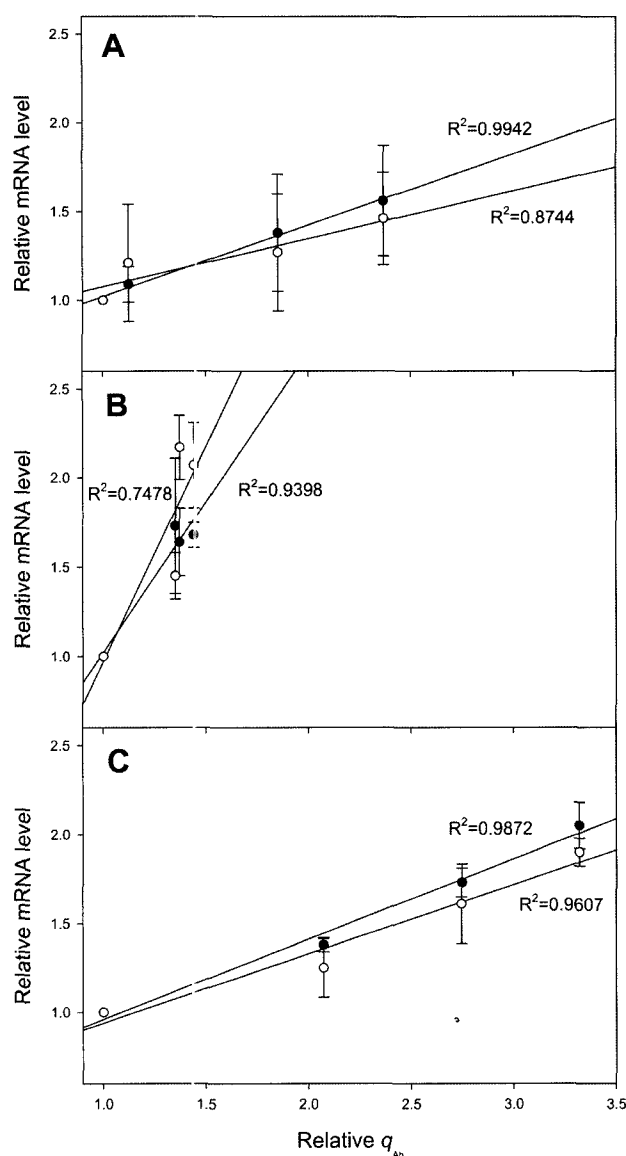 A
2.5
2.0
1.5
1.0
Relative mRNA level
R²=0.9942
R²=0.8744
B
2.5
2.0
1.5
1.0
Relative mRNA level
R²=0.7478
R²=0.9398
C
2.5
2.0
1.5
1.0
Relative mRNA level
R²=0.9872
R²=0.9607
1.0 1.5 2.0 2.5 3.0 3.5
Relative q_Ab